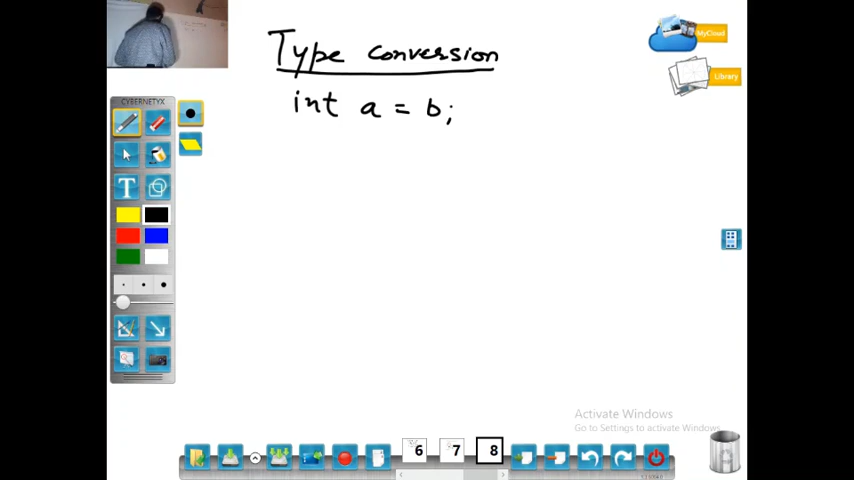 Type conversion
int a = b;
MyCloud
Library
CYBERNETYX
T
Activate Windows
Go to Settings to activate Windows.
6
7
8